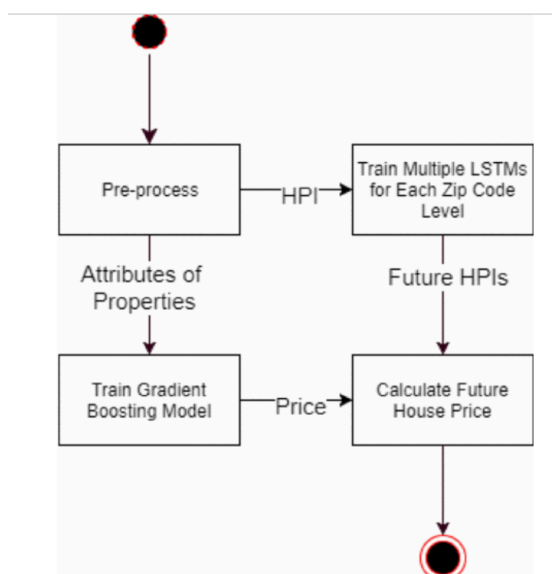 Pre-process
HPI
Train Multiple LSTMs
for Each Zip Code
Level
Attributes of
Properties
Future HPIs
Train Gradient
Boosting Model
Price
Calculate Future
House Price